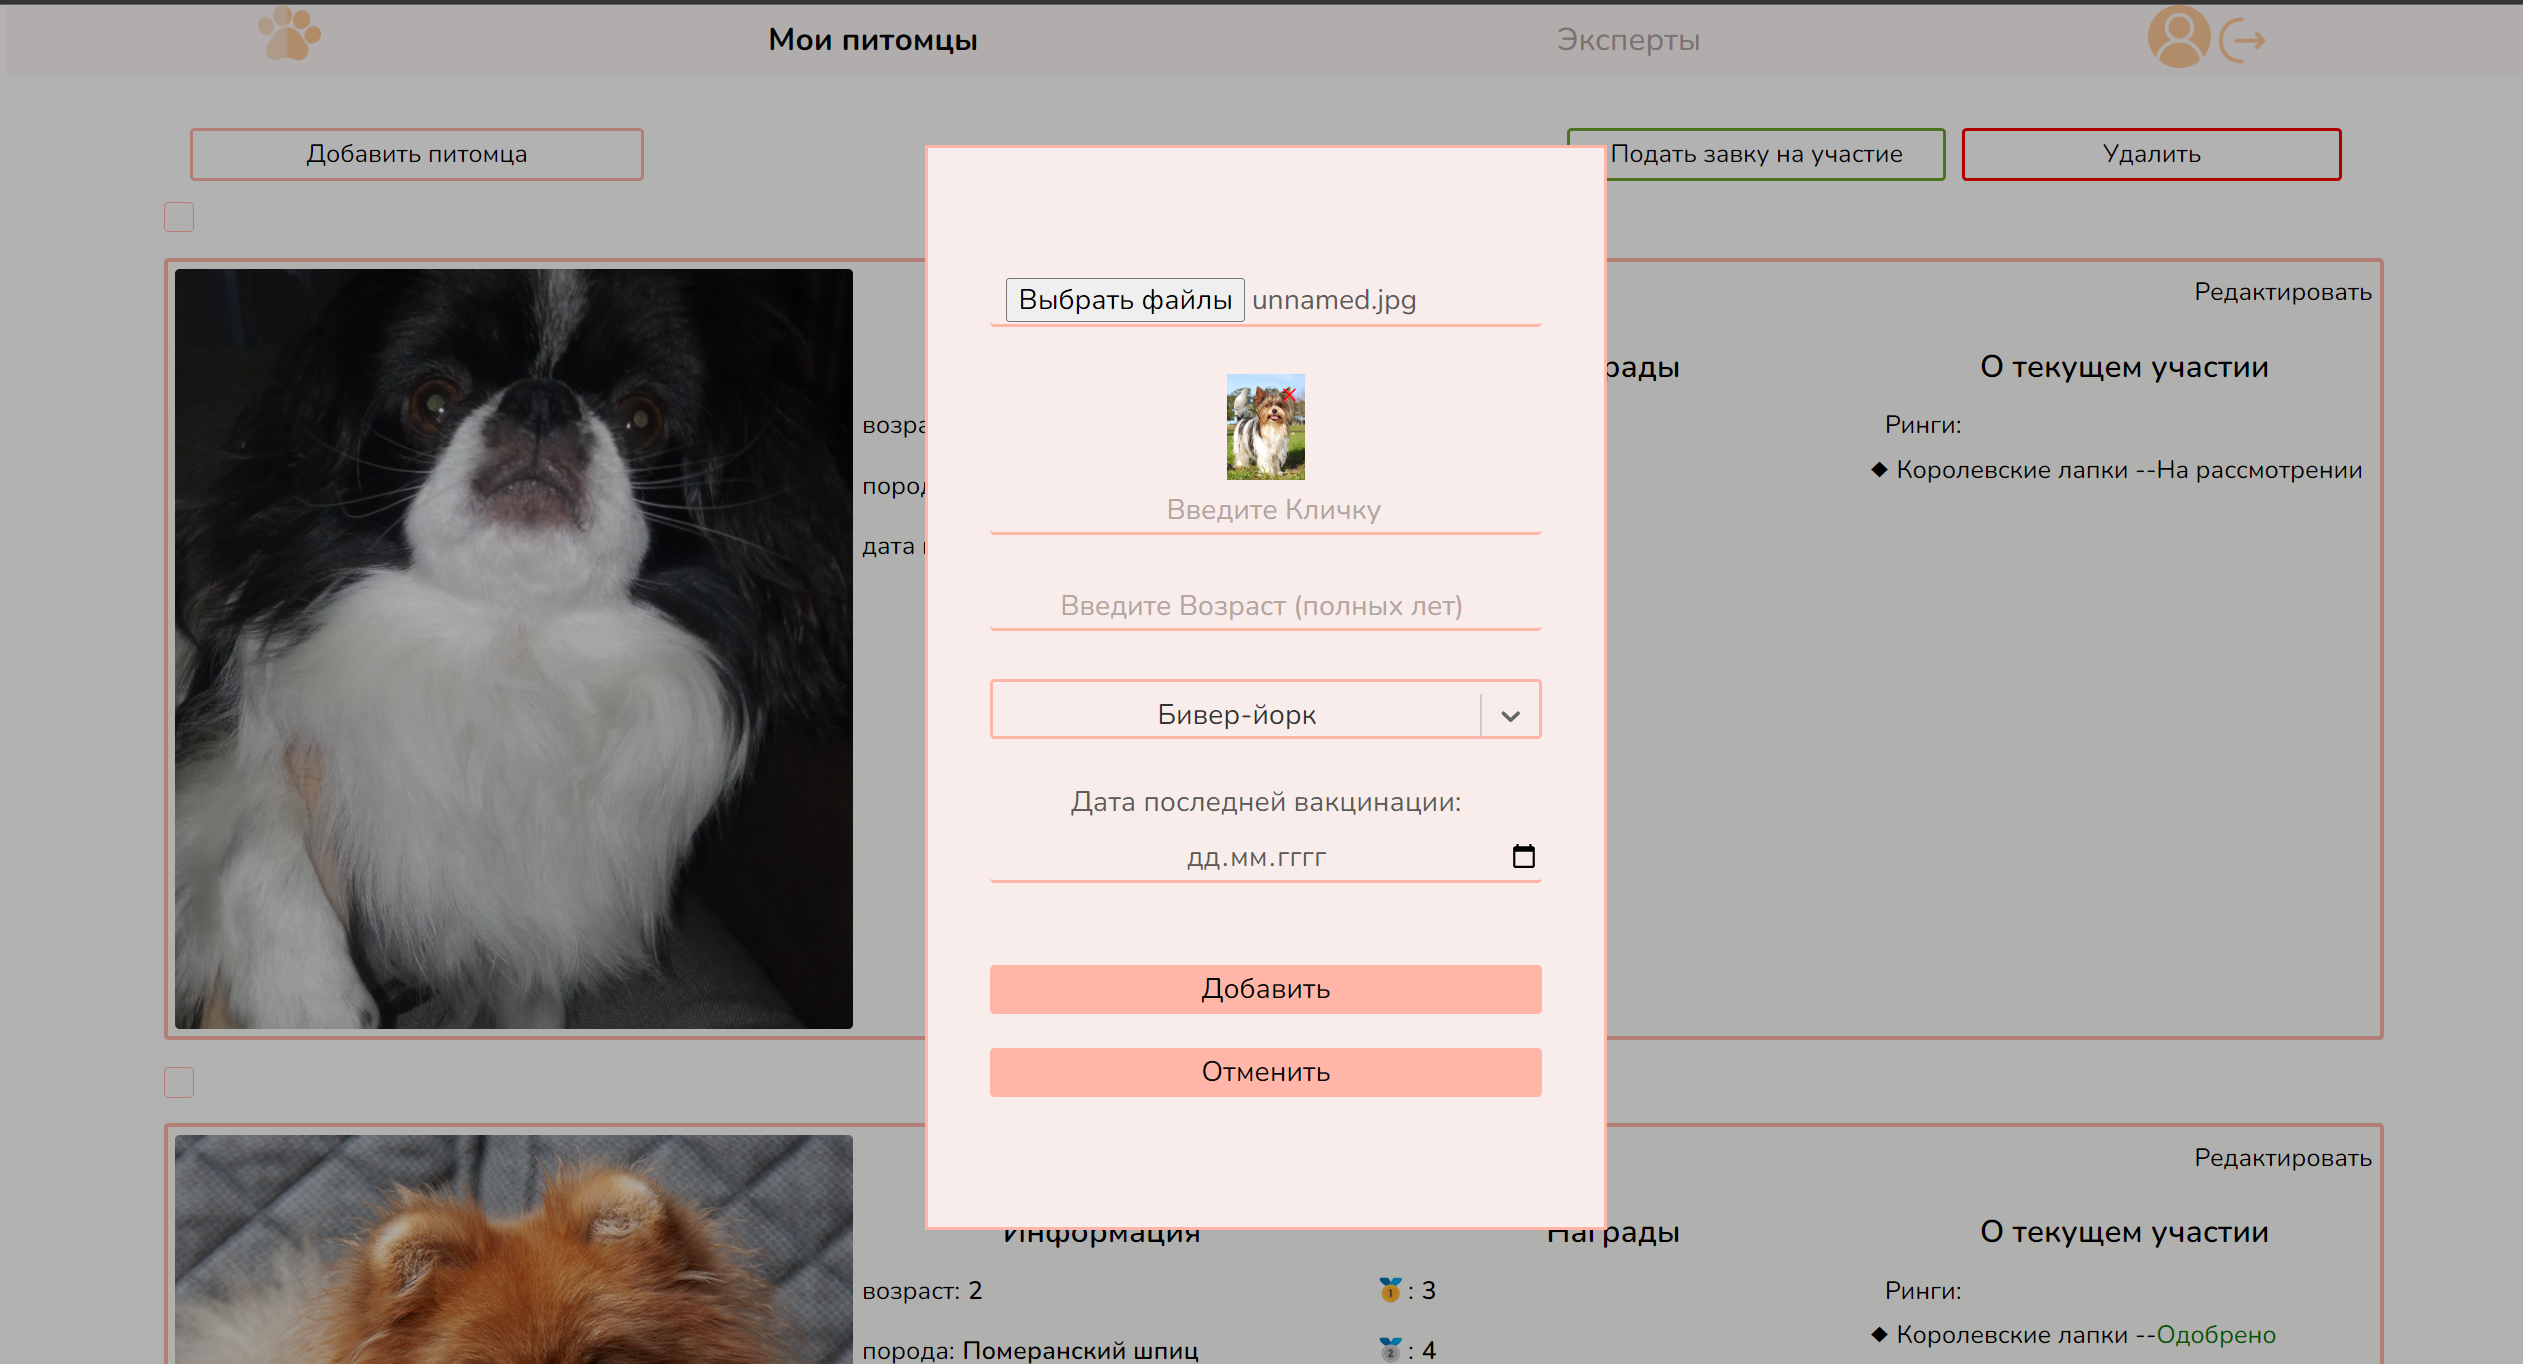 Мои питомцы
Эксперты
Добавить питомца
Подать завку на участие
Удалить
Выбрать файлы unnamed.jpg
Введите Кличку
Введите Возраст (полных лет)
Бивер-йорк
Дата последней вакцинации:
дд.мм.гггг
Добавить
Отменить
Редактировать
О текущем участии
Ринги:
◆ Королевские лапки --На рассмотрении
дата
Редактировать
Информация
Награды
О текущем участии
возраст: 2
🥇 : 3
Ринги:
порода: Померанский шпиц
🥈 : 4
◆ Королевские лапки --Одобрено